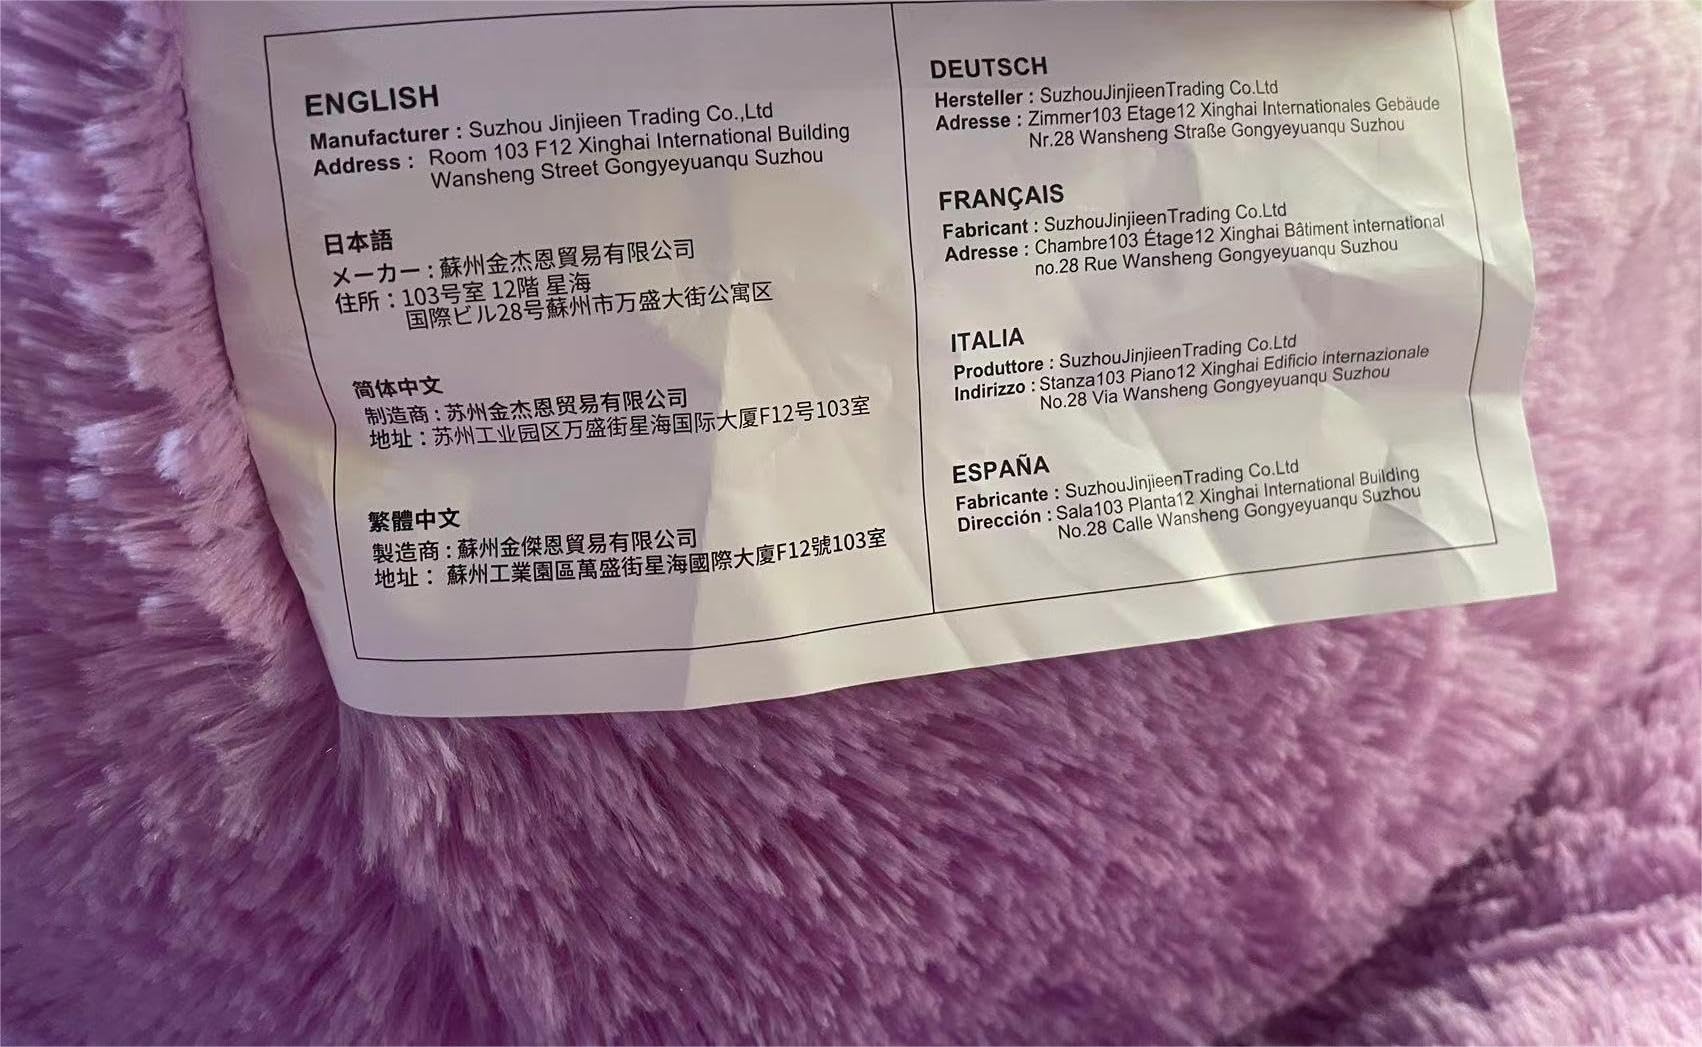 ENGLISH
Manufacturer : Suzhou Jinjieen Trading Co.,Ltd
Address : Room 103 F12 Xinghai International Building
Wansheng Street Gongyeyuanqu Suzhou
日本語
メーカー : 蘇州金杰恩貿易有限公司
住所 : 103号室 12階 星海
国際ビル28号蘇州市万盛大街公寓区
简体中文
制造商 : 苏州金杰恩贸易有限公司
地址 : 苏州工业园区万盛街星海国际大厦F12号103室
繁體中文
製造商 : 蘇州金傑恩貿易有限公司
地址 : 蘇州工業園區萬盛街星海國際大廈F12號103室
DEUTSCH
Hersteller : SuzhouJinjieenTrading Co.Ltd
Adresse : Zimmer103 Etage12 Xinghai Internationales Gebäude
Nr.28 Wansheng Straße Gongyeyuanqu Suzhou
FRANÇAIS
Fabricant : SuzhouJinjieenTrading Co.Ltd
Adresse : Chambre103 Étage12 Xinghai Bâtiment international
no.28 Rue Wansheng Gongyeyuanqu Suzhou
ITALIA
Produttore : SuzhouJinjieenTrading Co.Ltd
Indirizzo : Stanza103 Piano12 Xinghai Edificio internazionale
No.28 Via Wansheng Gongyeyuanqu Suzhou
ESPAÑA
Fabricante : SuzhouJinjieenTrading Co.Ltd
Dirección : Sala103 Planta12 Xinghai International Building
No.28 Calle Wansheng Gongyeyuanqu Suzhou